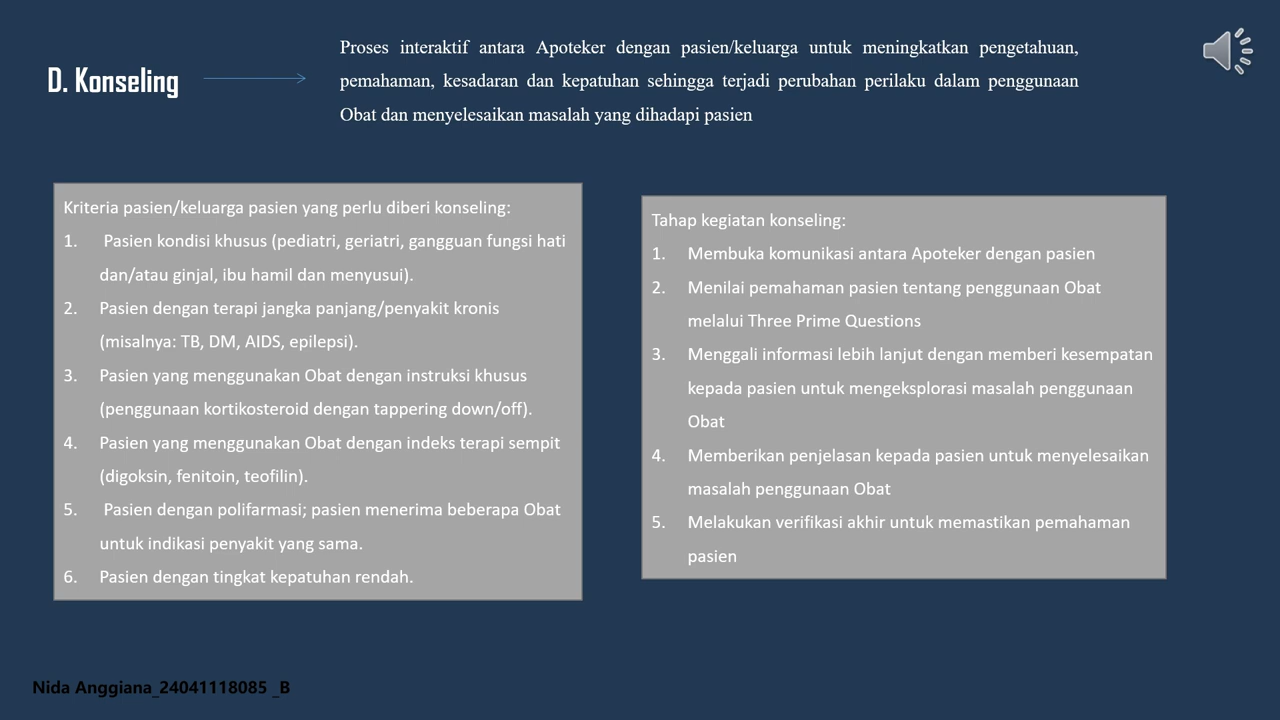 D. Konseling
Proses interaktif antara Apoteker dengan pasien/keluarga untuk meningkatkan pengetahuan,
pemahaman, kesadaran dan kepatuhan sehingga terjadi perubahan perilaku dalam penggunaan
Obat dan menyelesaikan masalah yang dihadapi pasien
Kriteria pasien/keluarga pasien yang perlu diberi konseling:
1. Pasien kondisi khusus (pediatri, geriatri, gangguan fungsi hati
dan/atau ginjal, ibu hamil dan menyusui).
2. Pasien dengan terapi jangka panjang/penyakit kronis
(misalnya: TB, DM, AIDS, epilepsi).
3. Pasien yang menggunakan Obat dengan instruksi khusus
(penggunaan kortikosteroid dengan tappering down/off).
4. Pasien yang menggunakan Obat dengan indeks terapi sempit
(digoksin, fenitoin, teofilin).
5. Pasien dengan polifarmasi; pasien menerima beberapa Obat
untuk indikasi penyakit yang sama.
6. Pasien dengan tingkat kepatuhan rendah.
Tahap kegiatan konseling:
1. Membuka komunikasi antara Apoteker dengan pasien
2. Menilai pemahaman pasien tentang penggunaan Obat
melalui Three Prime Questions
3. Menggali informasi lebih lanjut dengan memberi kesempatan
kepada pasien untuk mengeksplorasi masalah penggunaan
Obat
4. Memberikan penjelasan kepada pasien untuk menyelesaikan
masalah penggunaan Obat
5. Melakukan verifikasi akhir untuk memastikan pemahaman
pasien
Nida Anggiana_24041118085 _B